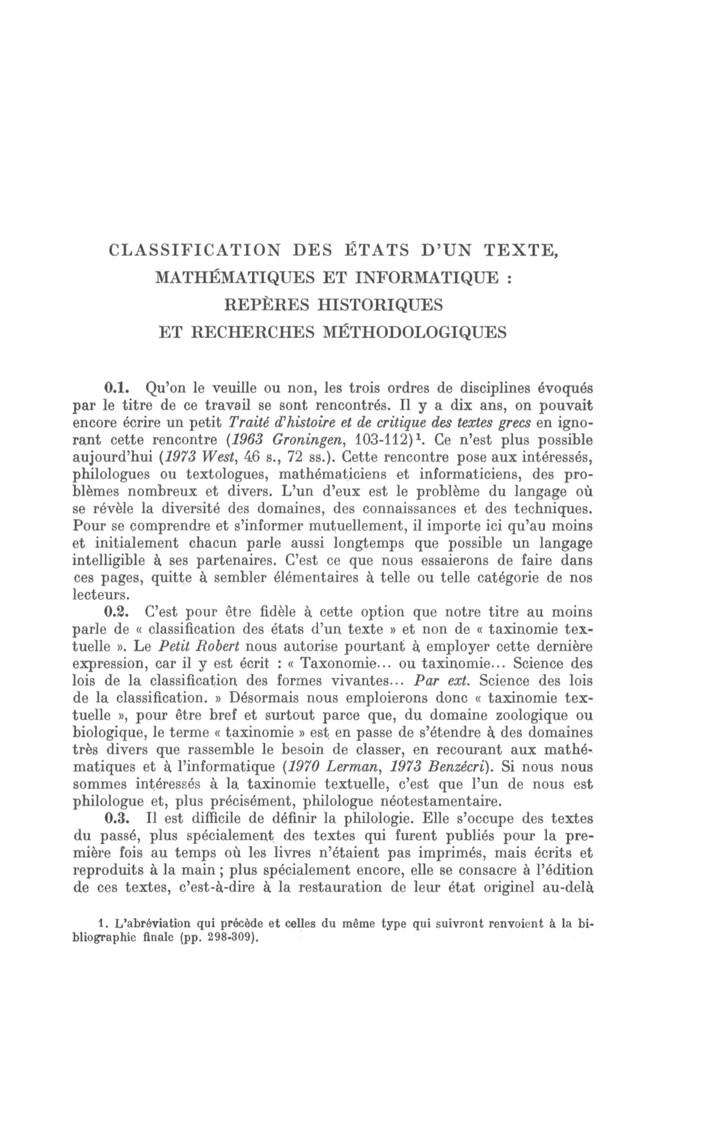 CLASSIFICATION DES ÉTATS D'UN TEXTE,
MATHÉMATIQUES ET INFORMATIQUE :
REPÈRES HISTORIQUES
ET RECHERCHES MÉTHODOLOGIQUES
0.1. Qu'on le veuille ou non, les trois ordres de disciplines évoqués
par le titre de ce travail se sont rencontrés. Il y a dix ans, on pouvait
encore écrire un petit Traité d'histoire et de critique des textes grecs en igno-
rant cette rencontre (1963 Groningen, 103-112)¹. Ce n'est plus possible
aujourd'hui (1973 West, 46 s., 72 ss.). Cette rencontre pose aux intéressés,
philologues ou textologues, mathématiciens et informaticiens, des pro-
blèmes nombreux et divers. L'un d'eux est le problème du langage où
se révèle la diversité des domaines, des connaissances et des techniques.
Pour se comprendre et s'informer mutuellement, il importe ici qu'au moins
et initialement chacun parle aussi longtemps que possible un langage
intelligible à ses partenaires. C'est ce que nous essaierons de faire dans
ces pages, quitte à sembler élémentaires à telle ou telle catégorie de nos
lecteurs.
0.2. C'est pour être fidèle à cette option que notre titre au moins
parle de « classification des états d'un texte » et non de « taxinomie tex-
tuelle ». Le Petit Robert nous autorise pourtant à employer cette dernière
expression, car il y est écrit : « Taxonomie... ou taxinomie... Science des
lois de la classification des formes vivantes... Par ext. Science des lois
de la classification. » Désormais nous emploierons donc « taxinomie tex-
tuelle », pour être bref et surtout parce que, du domaine zoologique ou
biologique, le terme « taxinomie » est en passe de s'étendre à des domaines
très divers que rassemble le besoin de classer, en recourant aux mathé-
matiques et à l'informatique (1970 Lerman, 1973 Benzécri). Si nous nous
sommes intéressés à la taxinomie textuelle, c'est que l'un de nous est
philologue et, plus précisément, philologue néotestamentaire.
0.3. Il est difficile de définir la philologie. Elle s'occupe des textes
du passé, plus spécialement des textes qui furent publiés pour la pre-
mière fois au temps où les livres n'étaient pas imprimés, mais écrits et
reproduits à la main ; plus spécialement encore, elle se consacre à l'édition
de ces textes, c'est-à-dire à la restauration de leur état originel au-delà
1. L'abréviation qui précède et celles du même type qui suivront renvoient à la bi-
bliographie finale (pp. 298-309).